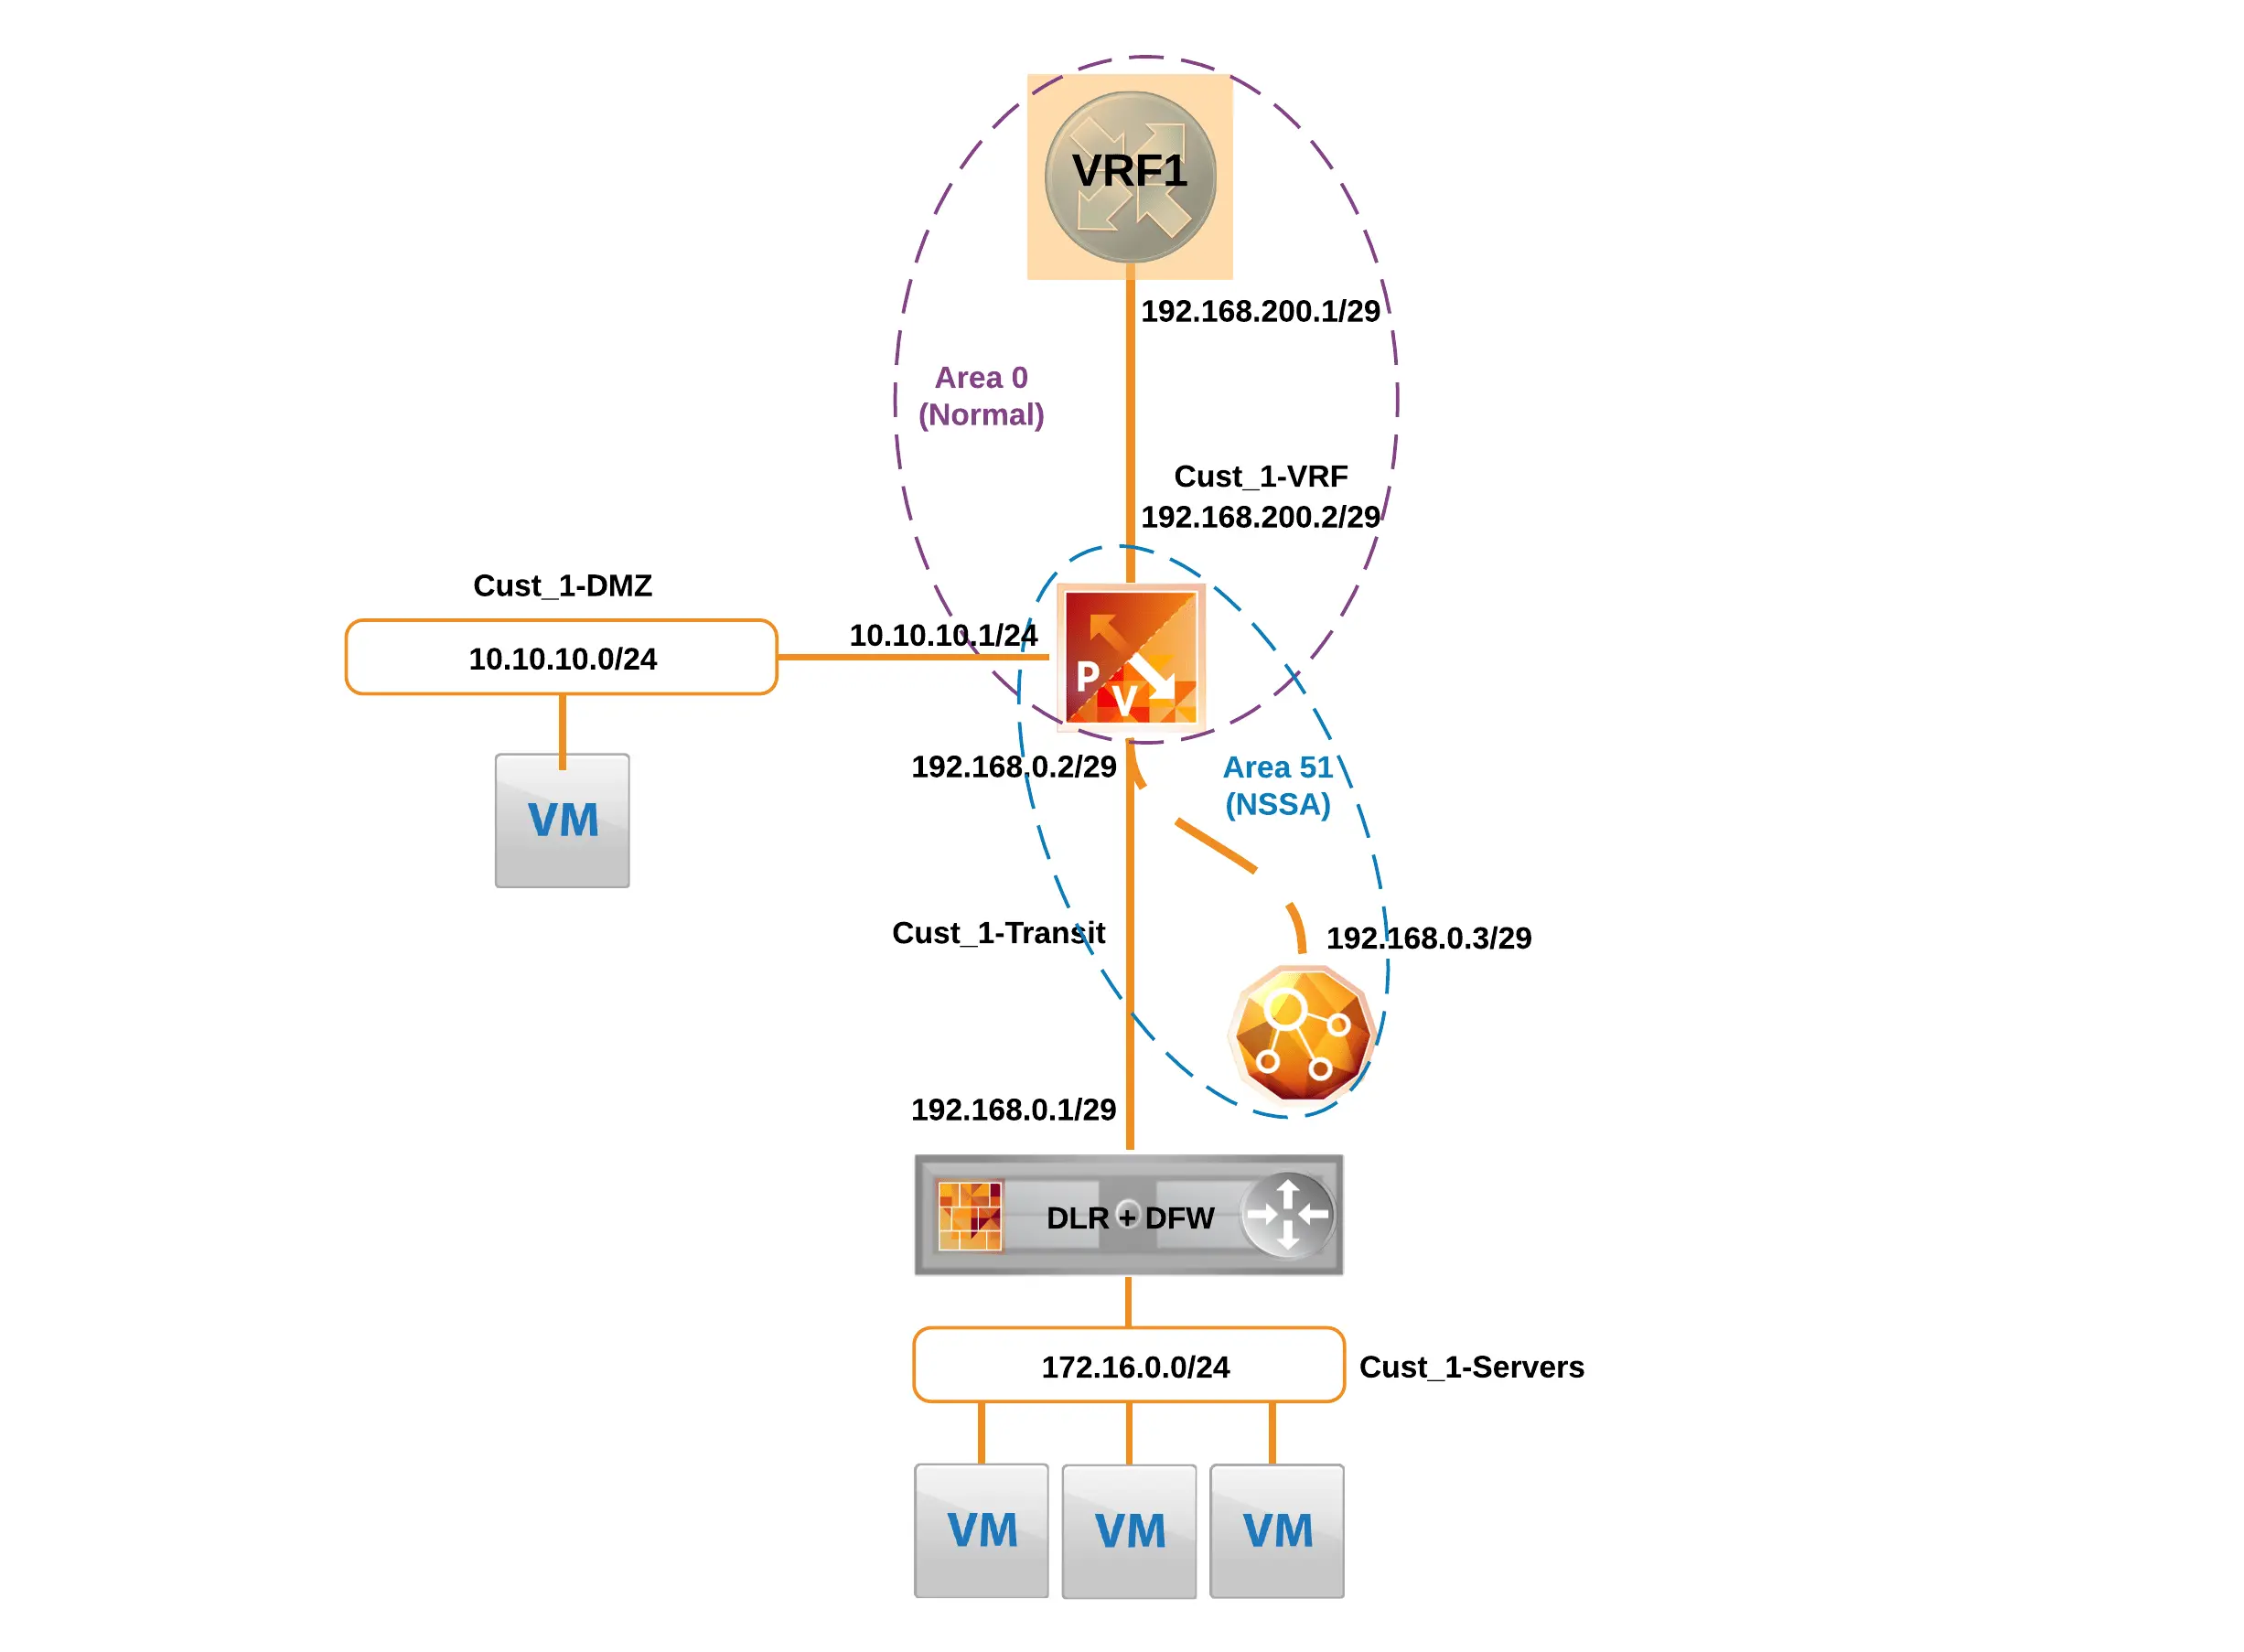 VRF1
192.168.200.1/29
Area 0
(Normal)
Cust_1-VRF
192.168.200.2/29
Cust_1-DMZ
10.10.10.1/24
10.10.10.0/24
P
V
VM
192.168.0.2/29
Area 51
(NSSA)
Cust_1-Transit
192.168.0.3/29
192.168.0.1/29
DLR + DFW
172.16.0.0/24
Cust_1-Servers
VM
VM
VM